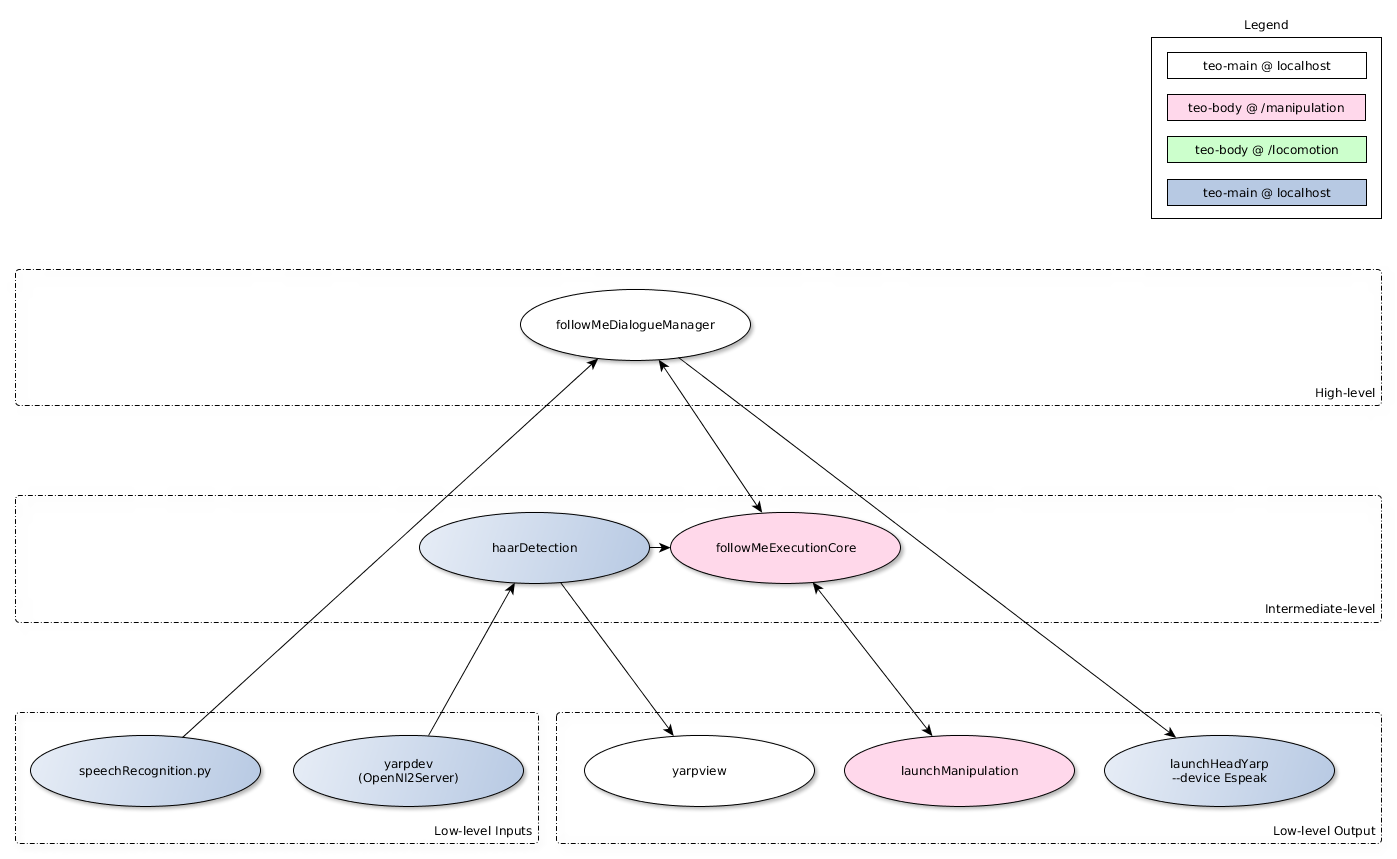 Legend
teo-main @ localhost
teo-body @ /manipulation
teo-body @ /locomotion
teo-main @ localhost
followMeDialogueManager
High-level
haarDetection
followMeExecutionCore
Intermediate-level
speechRecognition.py
yarpdev
(OpenNI2Server)
Low-level Inputs
yarpview
launchManipulation
launchHeadYarp
--device Espeak
Low-level Output